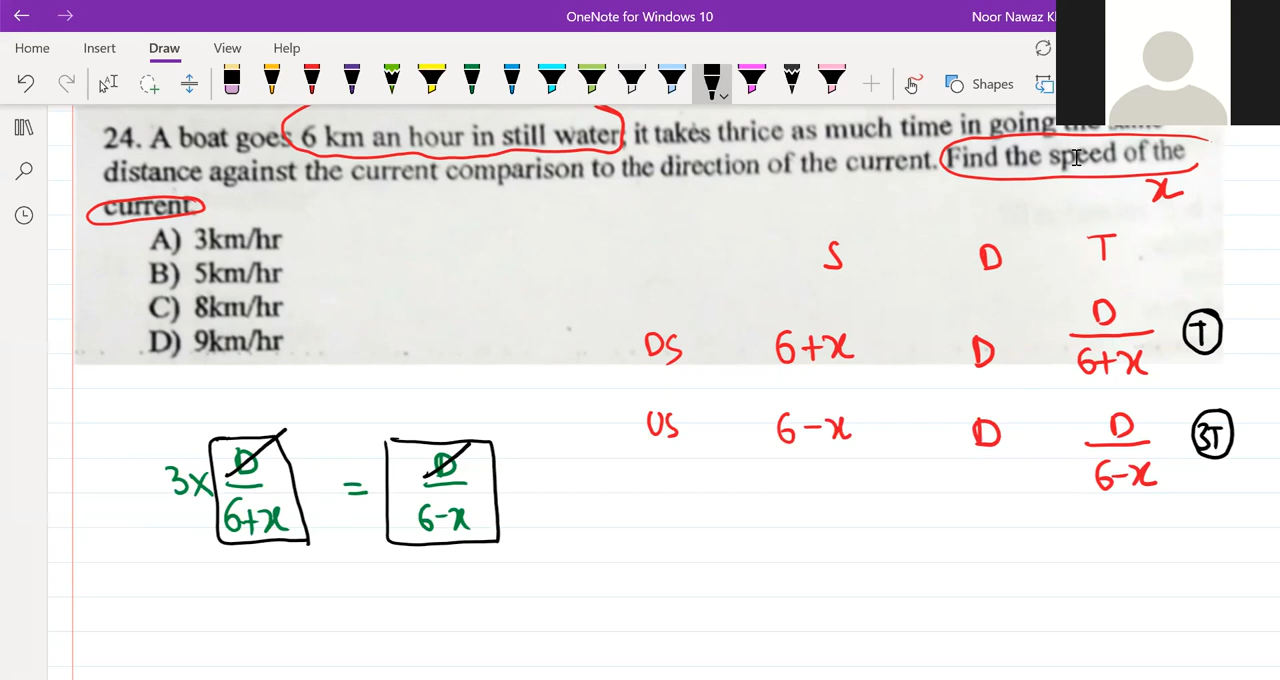 OneNote for Windows 10
Noor Nawaz
Home Insert Draw View Help
Shapes
24. A boat goes 6 km an hour in still water, it takes thrice as much time in going the same
distance against the current comparison to the direction of the current. Find the speed of the
current.
x
A) 3km/hr
B) 5km/hr
C) 8km/hr
D) 9km/hr
S D T
DS 6+x D D/6+x T
US 6-x D D/6-x 3T
3x D/6+x = D/6-x